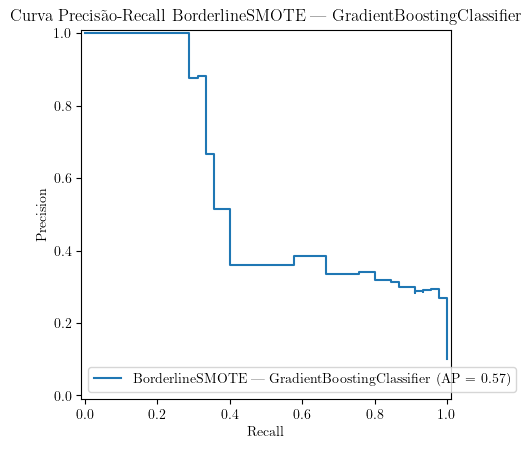 Curva Precisão-Recall BorderlineSMOTE — GradientBoostingClassifier
1.0
0.8
0.6
0.4
0.2
0.0
Precision
BorderlineSMOTE — GradientBoostingClassifier (AP = 0.57)
0.0 0.2 0.4 0.6 0.8 1.0
Recall